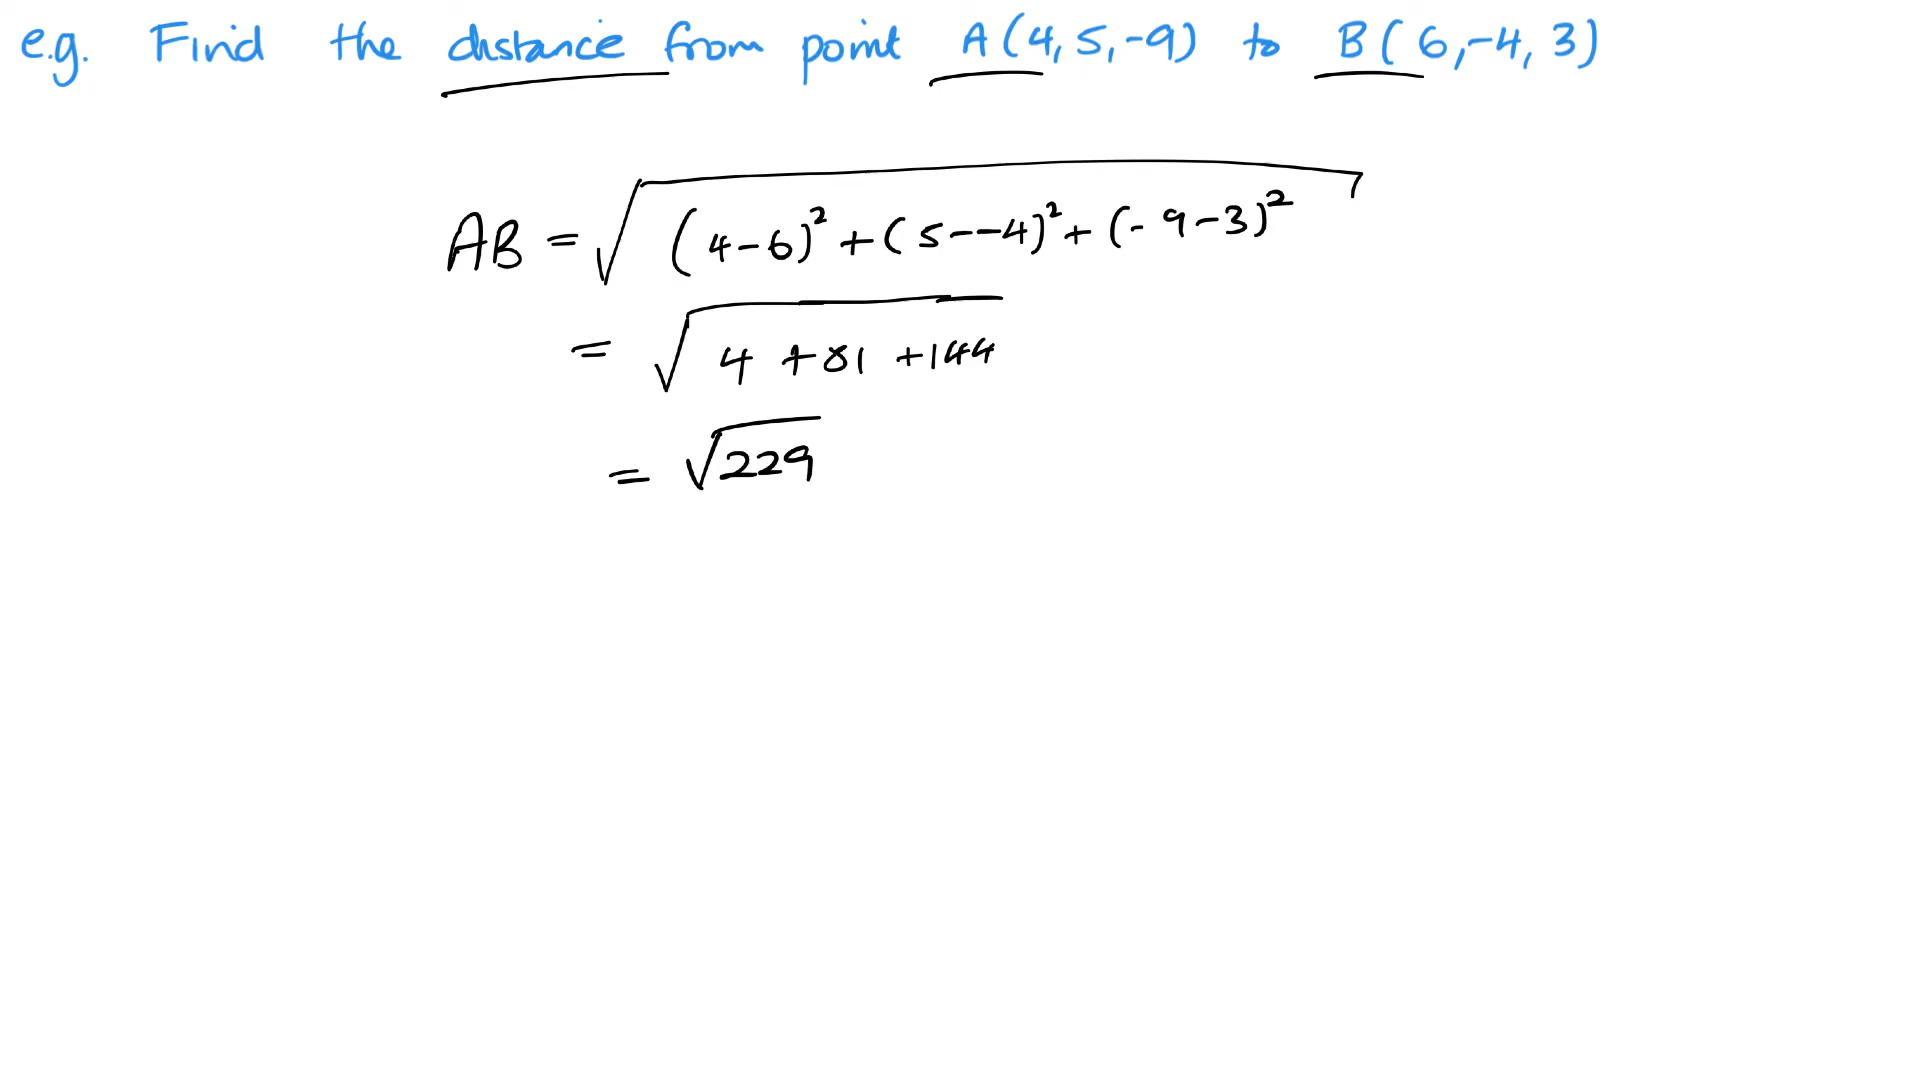 e.g. Find the distance from point A(4, 5, -9) to B(6, -4, 3)
AB = √((4-6)² + (5--4)² + (-9-3)²)
= √(4 + 81 + 144)
= √229